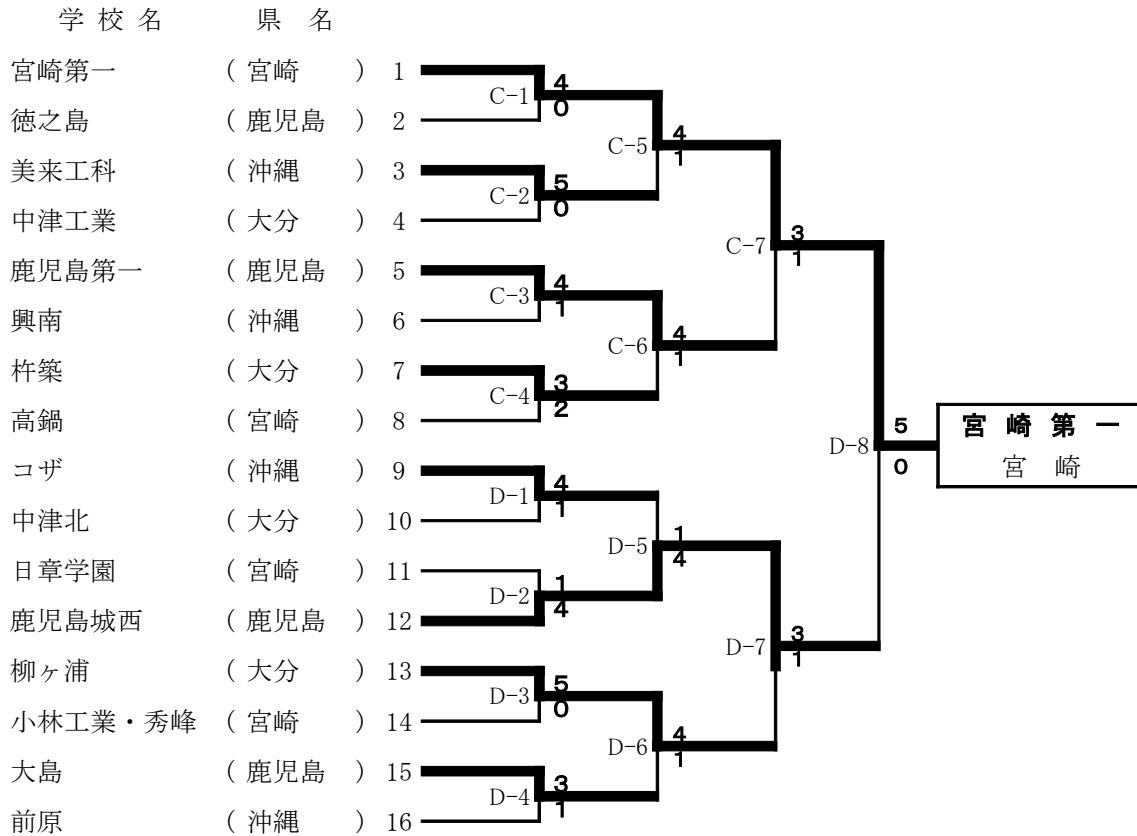 学校名 県名
宮崎第一 (宮崎) 1
C-1 4 0
徳之島 (鹿児島) 2
C-5 4 1
美来工科 (沖縄) 3
C-2 5 0
中津工業 (大分) 4
C-7 3 1
鹿児島第一 (鹿児島) 5
C-3 4 1
興南 (沖縄) 6
C-6 4 1
杵築 (大分) 7
C-4 3 2
高鍋 (宮崎) 8
D-8 5 0
宮崎第一
宮崎
コザ (沖縄) 9
D-1 4 1
中津北 (大分) 10
D-5 1 4
日章学園 (宮崎) 11
D-2 1 4
鹿児島城西 (鹿児島) 12
D-7 3 1
柳ヶ浦 (大分) 13
D-3 5 0
小林工業・秀峰 (宮崎) 14
D-6 4 1
大島 (鹿児島) 15
D-4 3 1
前原 (沖縄) 16